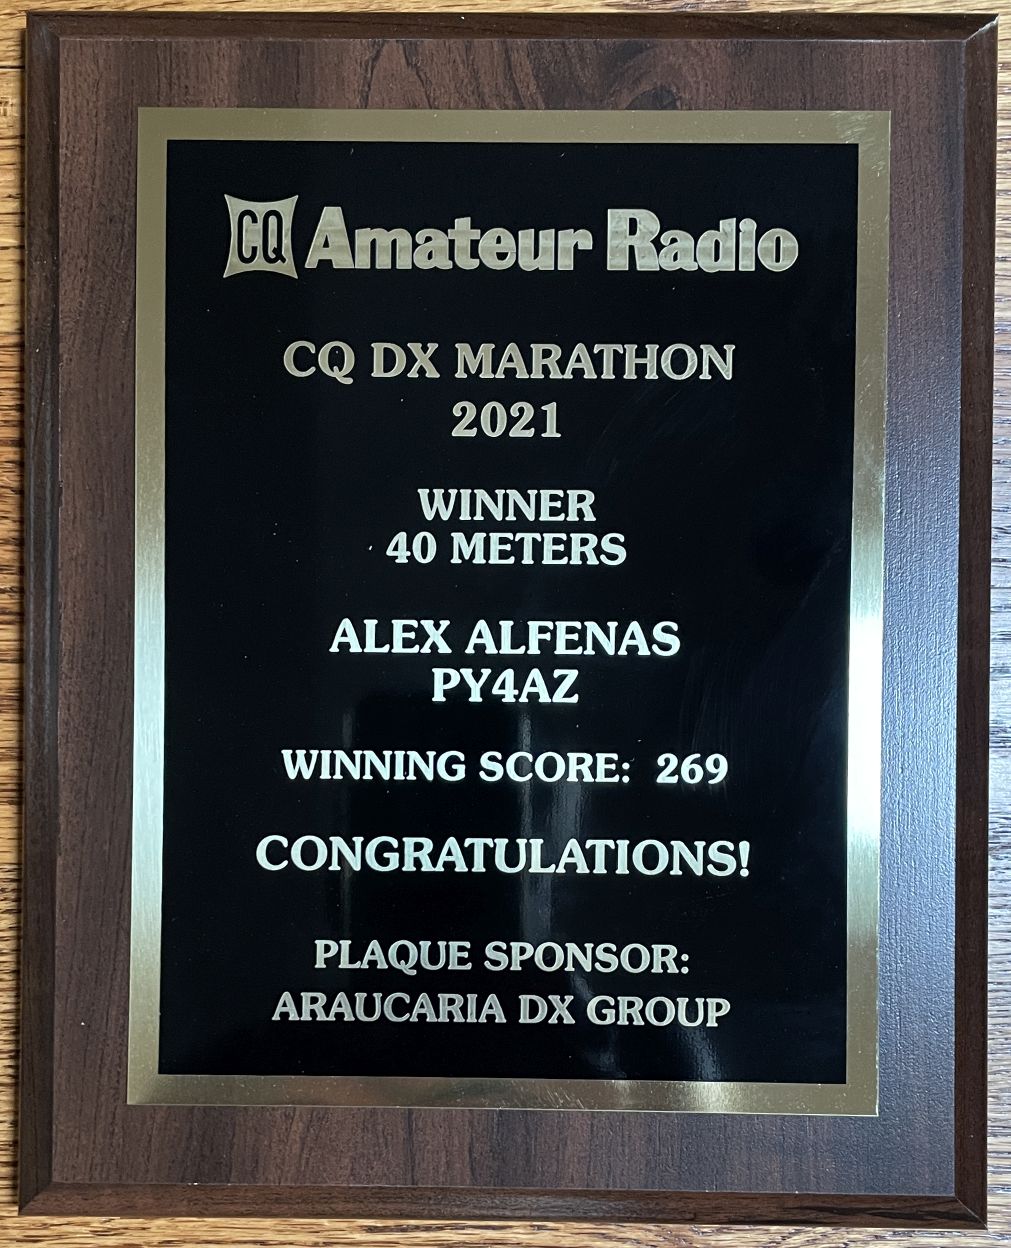 CQ Amateur Radio
CQ DX MARATHON
2021
WINNER
40 METERS
ALEX ALFENAS
PY4AZ
WINNING SCORE: 269
CONGRATULATIONS!
PLAQUE SPONSOR:
ARAUCARIA DX GROUP